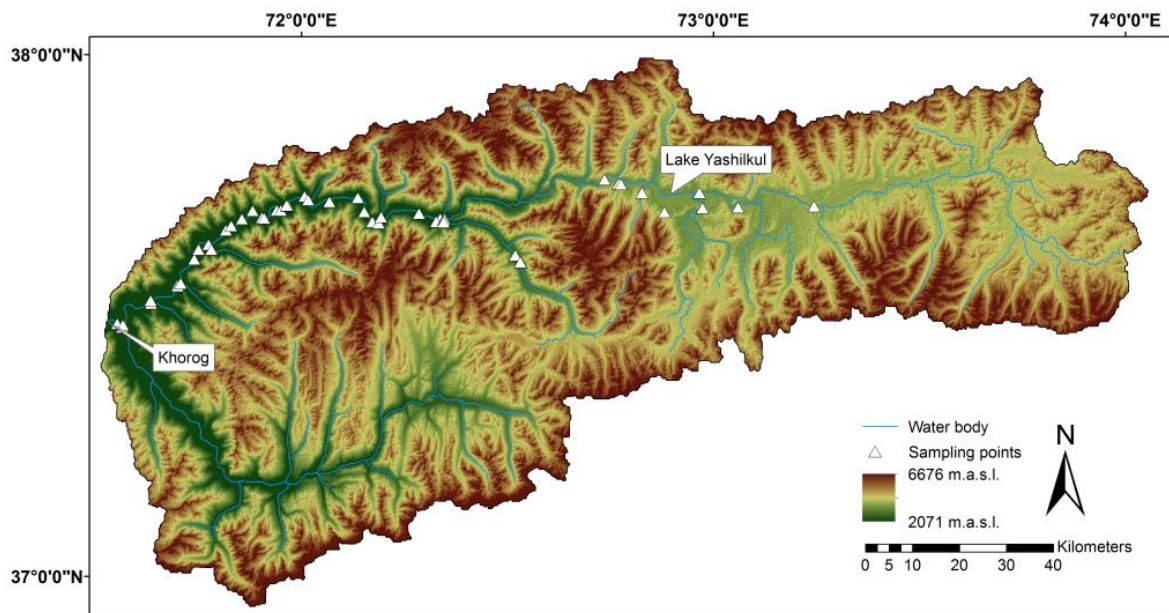 72°0'0"E 73°0'0"E 74°0'0"E
38°0'0"N
Lake Yashilkul
Khorog
Water body
Sampling points
6676 m.a.s.l.
2071 m.a.s.l.
N
Kilometers
0 5 10 20 30 40
37°0'0"N